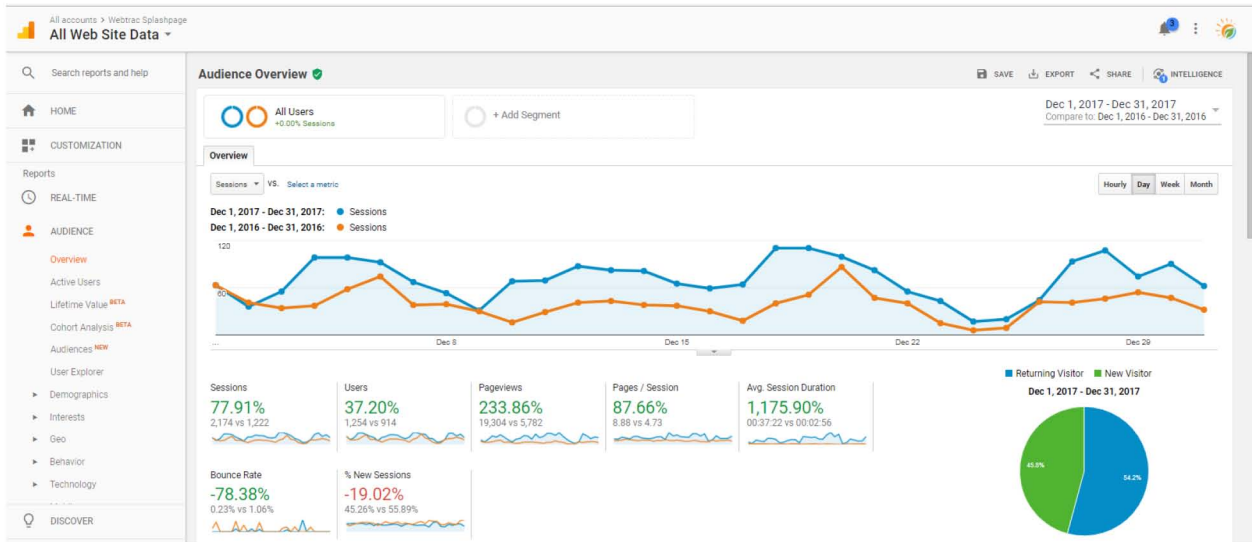 All accounts > Webtrac Splashpage
All Web Site Data
3
Search reports and help
Audience Overview
SAVE EXPORT SHARE INTELLIGENCE
1
HOME
CUSTOMIZATION
Reports
REAL-TIME
AUDIENCE
Overview
Active Users
Lifetime Value BETA
Cohort Analysis BETA
Audiences NEW
User Explorer
Demographics
Interests
Geo
Behavior
Technology
DISCOVER
All Users
+0.00% Sessions
+ Add Segment
Dec 1, 2017 - Dec 31, 2017
Compare to: Dec 1, 2016 - Dec 31, 2016
Overview
Sessions VS. Select a metric
Hourly Day Week Month
Dec 1, 2017 - Dec 31, 2017: Sessions
Dec 1, 2016 - Dec 31, 2016: Sessions
120
60
... Dec 8 Dec 15 Dec 22 Dec 29
Sessions
77.91%
2,174 vs 1,222
Users
37.20%
1,254 vs 914
Pageviews
233.86%
19,304 vs 5,782
Pages / Session
87.66%
8.88 vs 4.73
Avg. Session Duration
1,175.90%
00:37:22 vs 00:02:56
Bounce Rate
-78.38%
0.23% vs 1.06%
% New Sessions
-19.02%
45.26% vs 55.89%
Returning Visitor New Visitor
Dec 1, 2017 - Dec 31, 2017
45.8%
54.2%